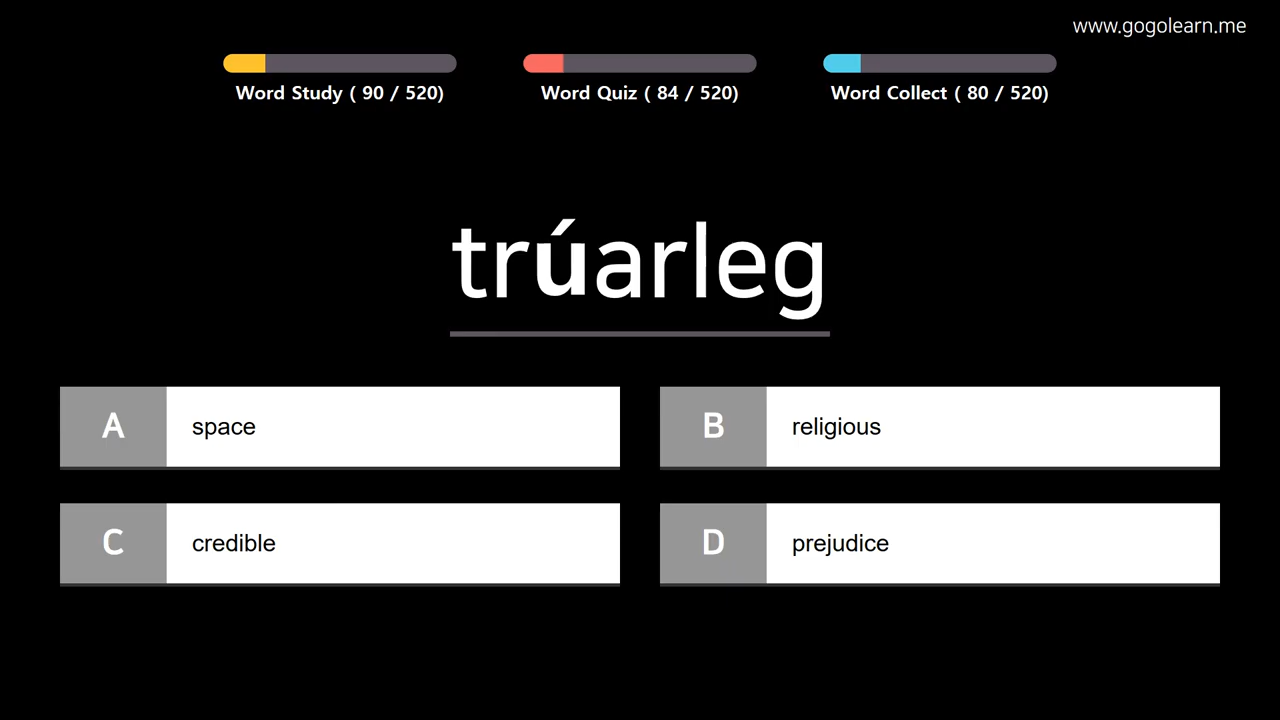 www.gogolearn.me
Word Study ( 90 / 520)
Word Quiz ( 84 / 520)
Word Collect ( 80 / 520)
trúarleg
A space
B religious
C credible
D prejudice